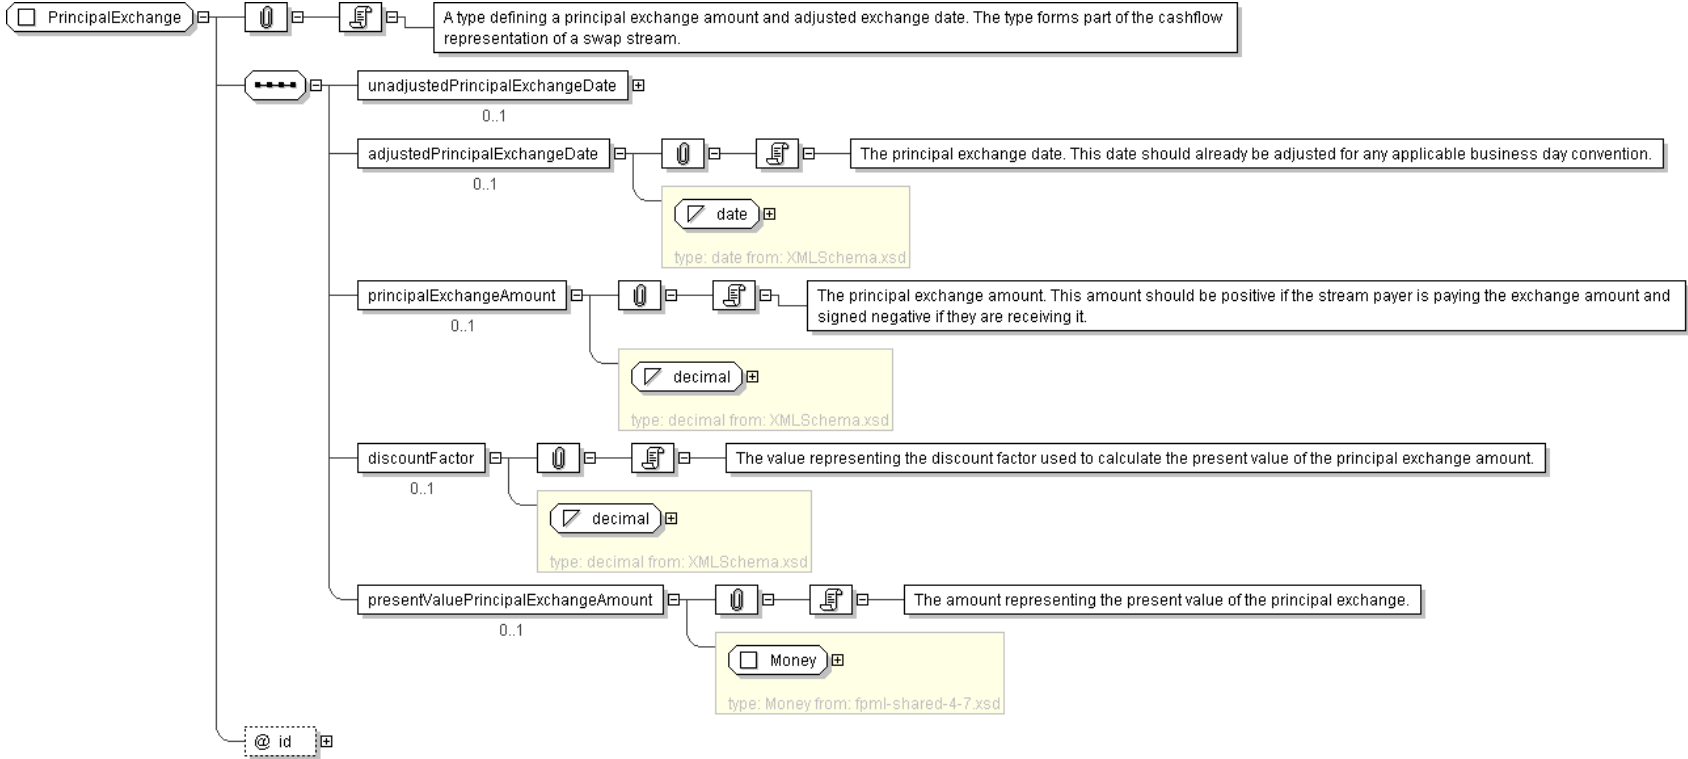 PrincipalExchange
A type defining a principal exchange amount and adjusted exchange date. The type forms part of the cashflow
representation of a swap stream.
unadjustedPrincipalExchangeDate
0..1
adjustedPrincipalExchangeDate
The principal exchange date. This date should already be adjusted for any applicable business day convention.
0..1
date
type: date from: XMLSchema.xsd
principalExchangeAmount
The principal exchange amount. This amount should be positive if the stream payer is paying the exchange amount and
signed negative if they are receiving it.
0..1
decimal
type: decimal from: XMLSchema.xsd
discountFactor
The value representing the discount factor used to calculate the present value of the principal exchange amount.
0..1
decimal
type: decimal from: XMLSchema.xsd
presentValuePrincipalExchangeAmount
The amount representing the present value of the principal exchange.
0..1
Money
type: Money from: fpml-shared-4-7.xsd
@ id